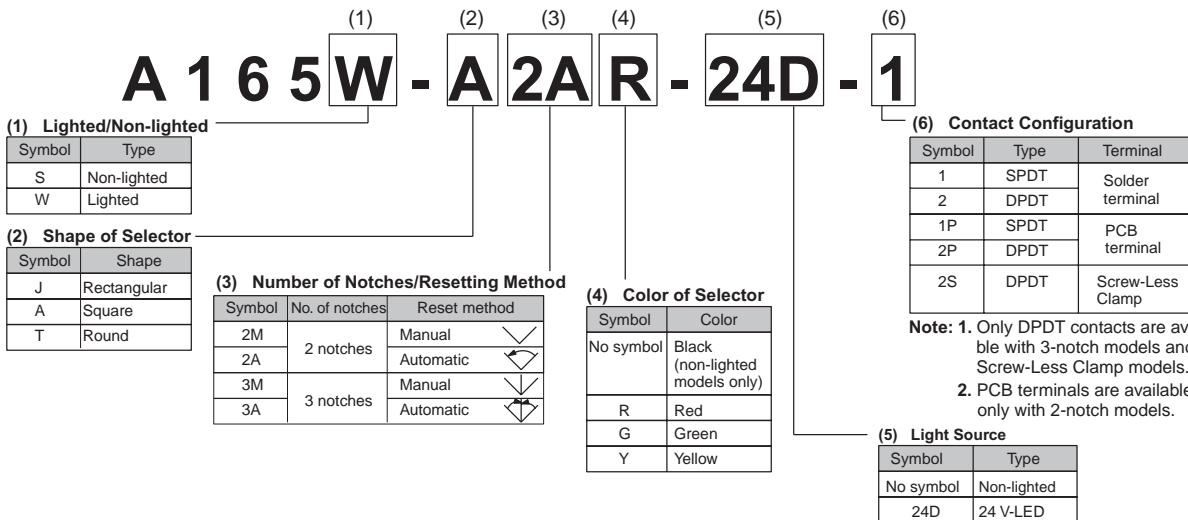 (1) (2) (3) (4) (5) (6)
A 1 6 5 W - A 2A R - 24D - 1
(1) Lighted/Non-lighted
Symbol Type
S Non-lighted
W Lighted
(2) Shape of Selector
Symbol Shape
J Rectangular
A Square
T Round
(3) Number of Notches/Resetting Method
Symbol No. of notches Reset method
2M 2 notches Manual
2A Automatic
3M 3 notches Manual
3A Automatic
(4) Color of Selector
Symbol Color
No symbol Black
(non-lighted
models only)
R Red
G Green
Y Yellow
(6) Contact Configuration
Symbol Type Terminal
1 SPDT Solder
2 DPDT terminal
1P SPDT PCB
2P DPDT terminal
2S DPDT Screw-Less
Clamp
Note: 1. Only DPDT contacts are
ble with 3-notch models
Screw-Less Clamp models.
2. PCB terminals are available
only with 2-notch models.
(5) Light Source
Symbol Type
No symbol Non-lighted
24D 24 V-LED